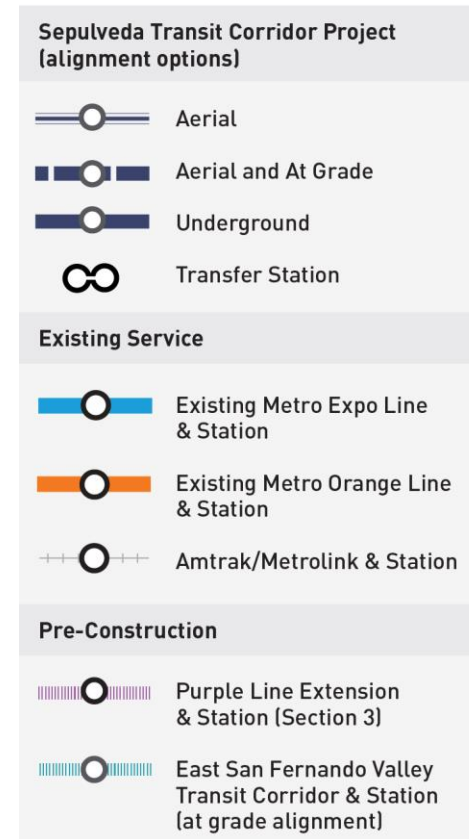 Sepulveda Transit Corridor Project
(alignment options)
Aerial
Aerial and At Grade
Underground
Transfer Station
Existing Service
Existing Metro Expo Line
& Station
Existing Metro Orange Line
& Station
Amtrak/Metrolink & Station
Pre-Construction
Purple Line Extension
& Station (Section 3)
East San Fernando Valley
Transit Corridor & Station
(at grade alignment)